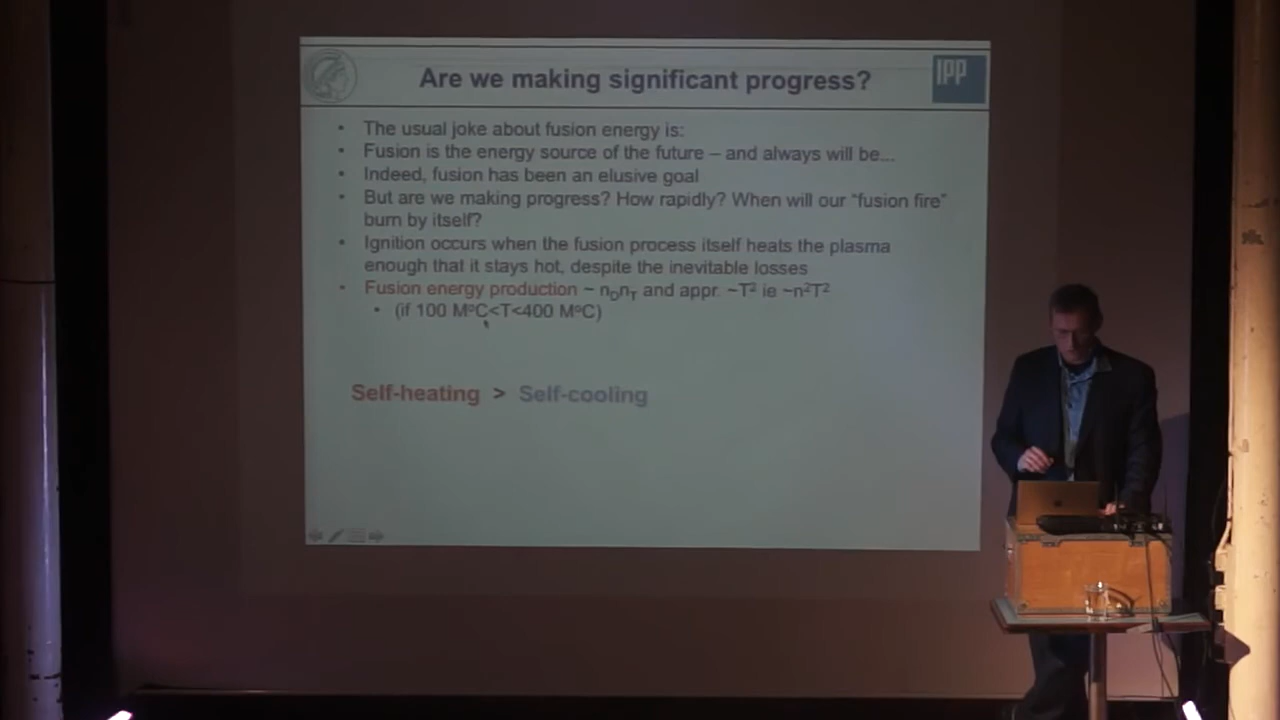 Are we making significant progress?
IPP
• The usual joke about fusion energy is:
• Fusion is the energy source of the future – and always will be...
• Indeed, fusion has been an elusive goal
• But are we making progress? How rapidly? When will our "fusion fire"
burn by itself?
• Ignition occurs when the fusion process itself heats the plasma
enough that it stays hot, despite the inevitable losses
• Fusion energy production ~ n_Dn_T and appr. ~T² ie ~n²T²
• (if 100 MºC<T<400 MºC)
Self-heating > Self-cooling